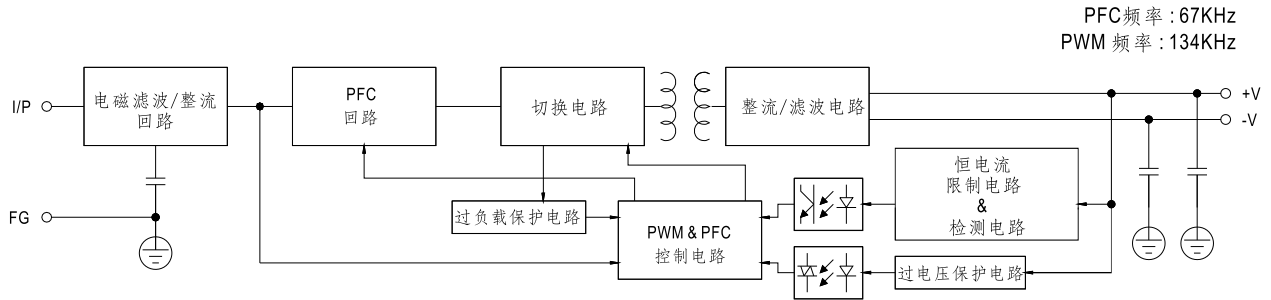 PFC频率 : 67KHz
PWM 频率 : 134KHz
I/P
电磁滤波/整流
回路
PFC
回路
切换电路
整流/滤波电路
+V
-V
恒电流
限制电路
&
检测电路
FG
过负载保护电路
PWM & PFC
控制电路
过电压保护电路